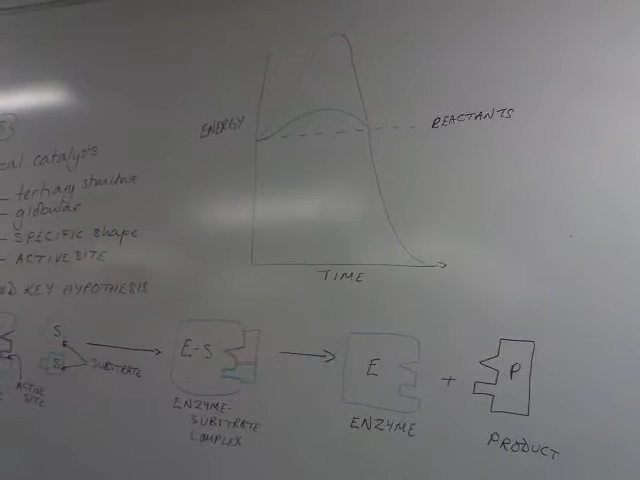 ENERGY
REACTANTS
TIME
catalysts
- tertiary structure
- globular
- SPECIFIC shape
- ACTIVE SITE
KEY HYPOTHESIS
S
S
SUBSTRATE
ACTIVE
SITE
E-S
ENZYME-
SUBSTRATE
COMPLEX
E
ENZYME
+
P
PRODUCT